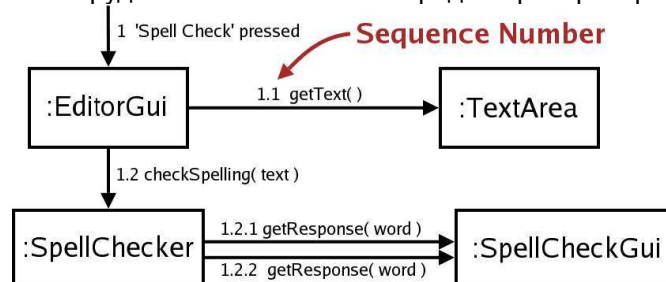 1 'Spell Check' pressed
Sequence Number
:EditorGui
1.1 getText( )
:TextArea
1.2 checkSpelling( text )
:SpellChecker
1.2.1 getResponse( word )
:SpellCheckGui
1.2.2 getResponse( word )